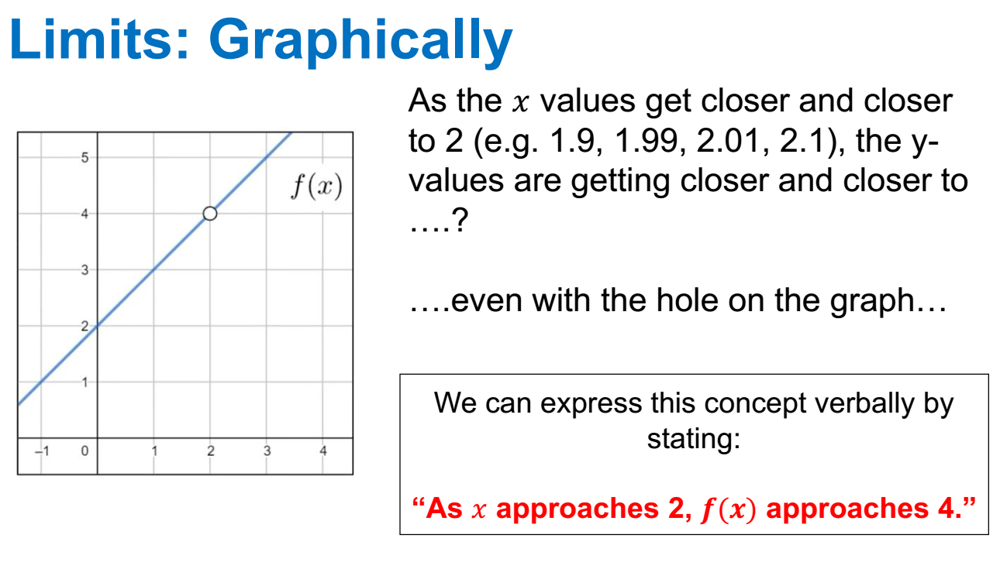 Limits: Graphically
As the x values get closer and closer
to 2 (e.g. 1.9, 1.99, 2.01, 2.1), the y-
values are getting closer and closer to
….?
….even with the hole on the graph…
5
f(x)
4
3
2
1
–1 0 1 2 3 4
We can express this concept verbally by
stating:
“As x approaches 2, f(x) approaches 4.”